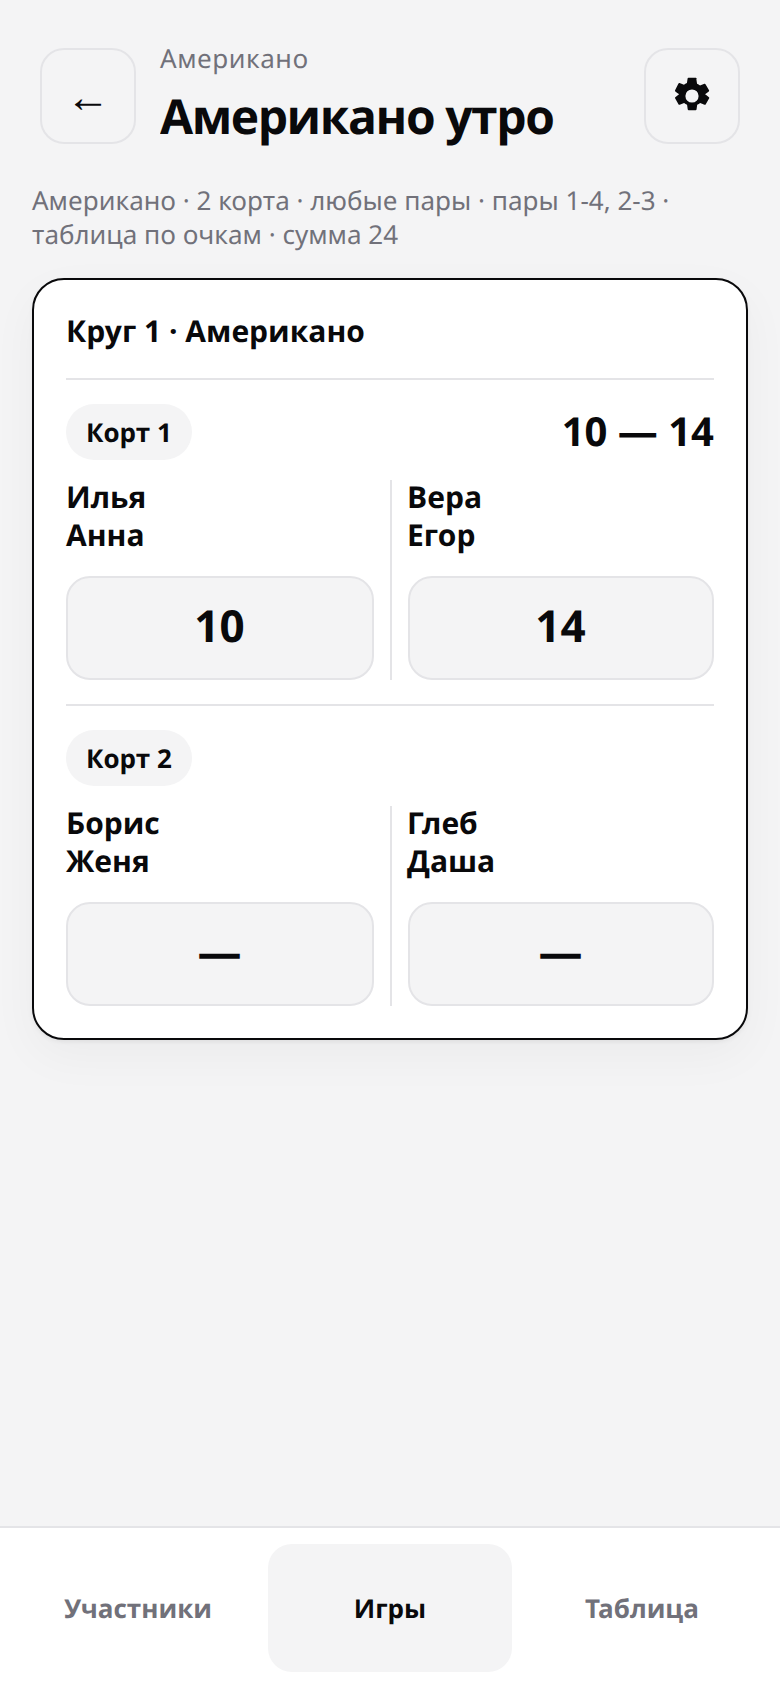 Американо
Американо утро
Американо · 2 корта · любые пары · пары 1-4, 2-3 ·
таблица по очкам · сумма 24
Круг 1 · Американо
Корт 1
10 — 14
Илья
Анна
Вера
Егор
10
14
Корт 2
Борис
Женя
Глеб
Даша
—
—
Участники
Игры
Таблица